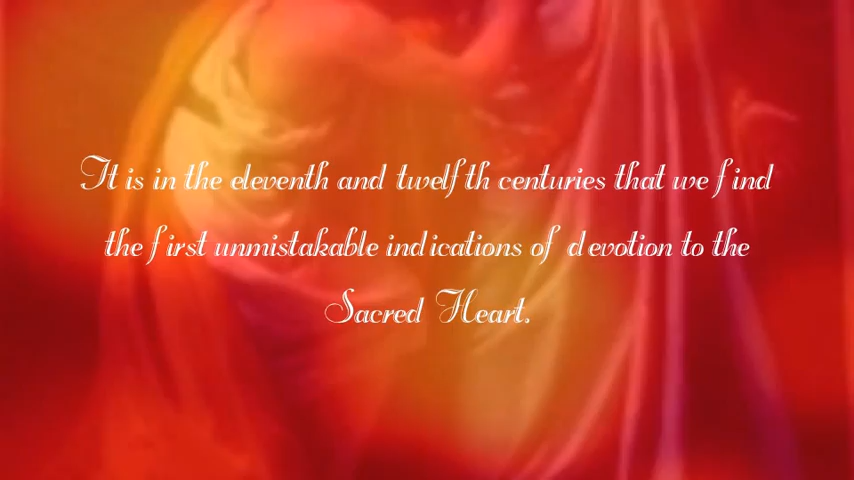 It is in the eleventh and twelfth centuries that we find
the first unmistakable indications of devotion to the
Sacred Heart.